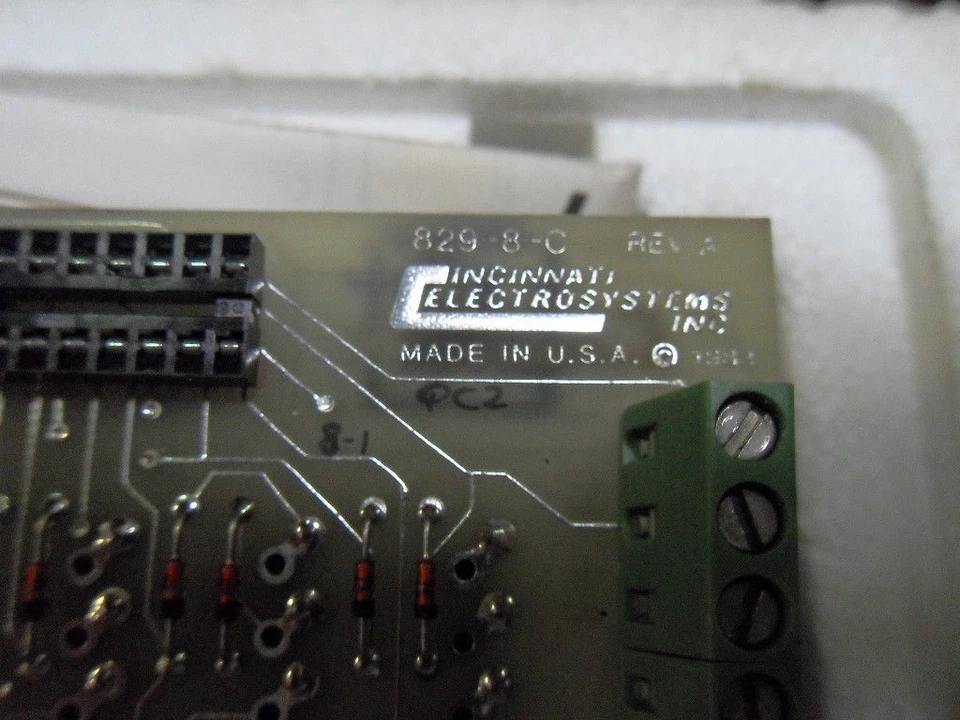 829-8-C REV A
CINCINNATI
ELECTROSYSTEMS
INC
MADE IN U.S.A. ©
QC2
8-1